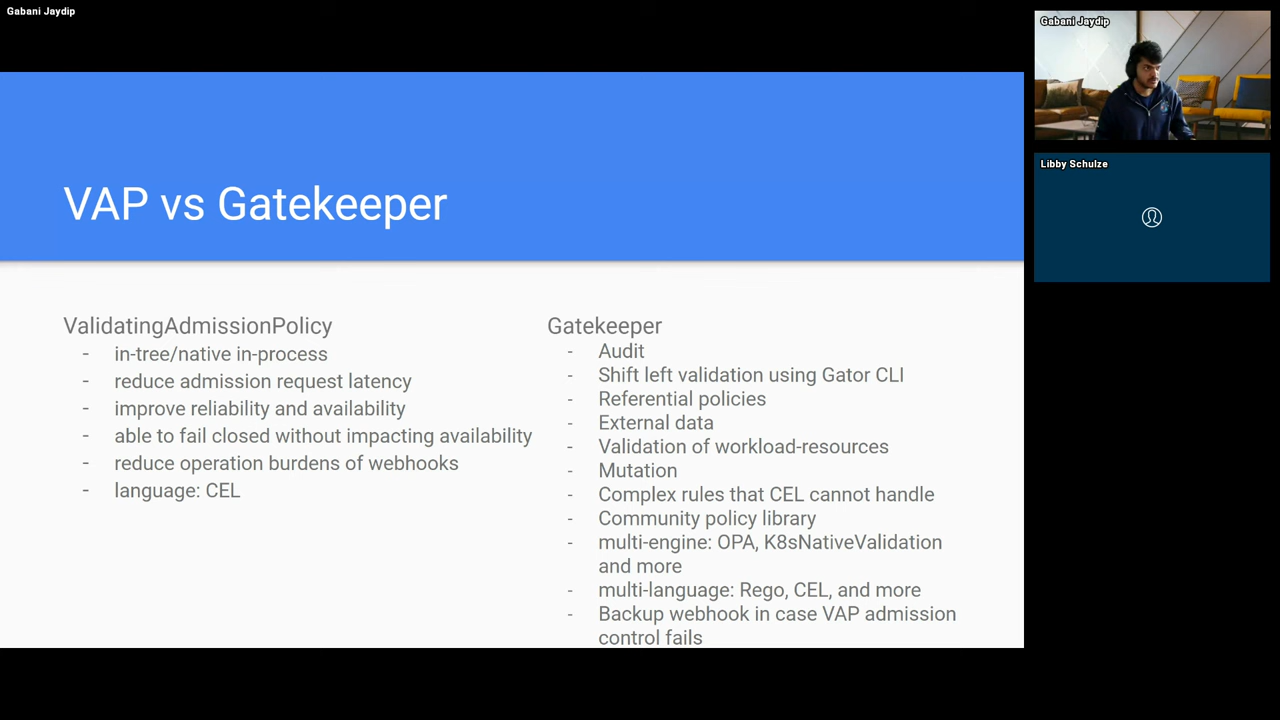 Gabani Jaydip
Gabani Jaydip
Libby Schulze
VAP vs Gatekeeper
ValidatingAdmissionPolicy
- in-tree/native in-process
- reduce admission request latency
- improve reliability and availability
- able to fail closed without impacting availability
- reduce operation burdens of webhooks
- language: CEL
Gatekeeper
- Audit
- Shift left validation using Gator CLI
- Referential policies
- External data
- Validation of workload-resources
- Mutation
- Complex rules that CEL cannot handle
- Community policy library
- multi-engine: OPA, K8sNativeValidation
and more
- multi-language: Rego, CEL, and more
- Backup webhook in case VAP admission
control fails